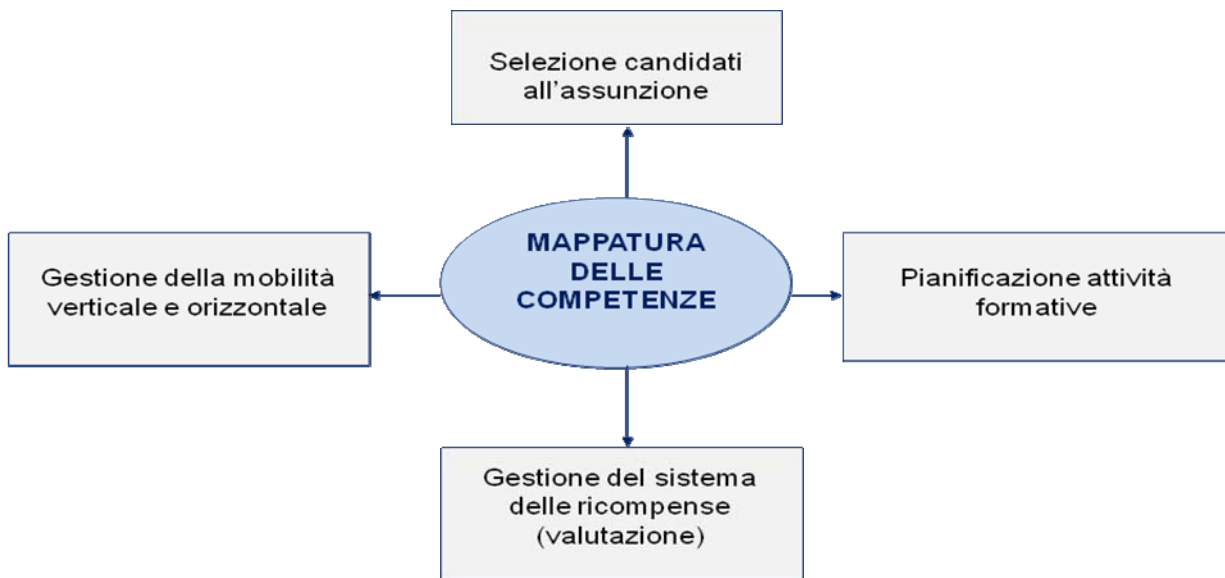 Selezione candidati
all'assunzione
MAPPATURA
DELLE
COMPETENZE
Gestione della mobilità
verticale e orizzontale
Pianificazione attività
formative
Gestione del sistema
delle ricompense
(valutazione)